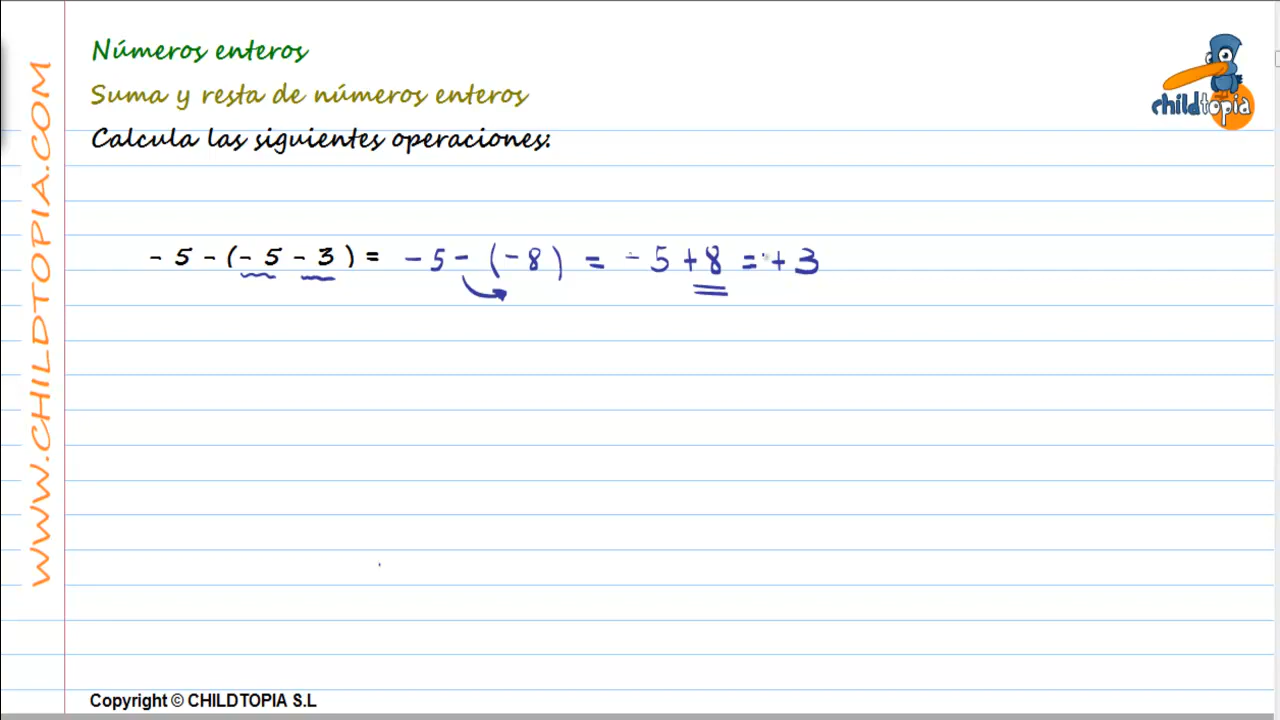 Números enteros
Suma y resta de números enteros
Calcula las siguientes operaciones:
childtopia
- 5 - (- 5 - 3 ) = - 5 - (- 8 ) = - 5 + 8 = + 3
WWW.CHILDTOPIA.COM
Copyright © CHILDTOPIA S.L